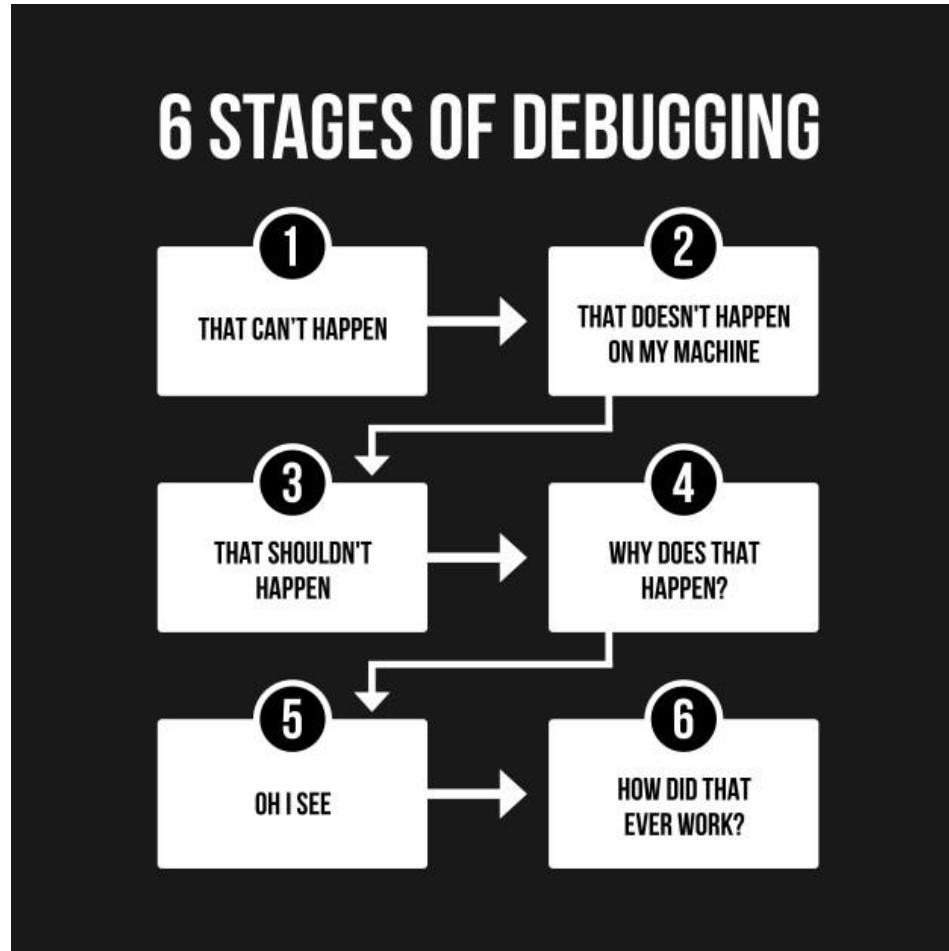 6 STAGES OF DEBUGGING
1
THAT CAN'T HAPPEN
2
THAT DOESN'T HAPPEN
ON MY MACHINE
3
THAT SHOULDN'T
HAPPEN
4
WHY DOES THAT
HAPPEN?
5
OH I SEE
6
HOW DID THAT
EVER WORK?